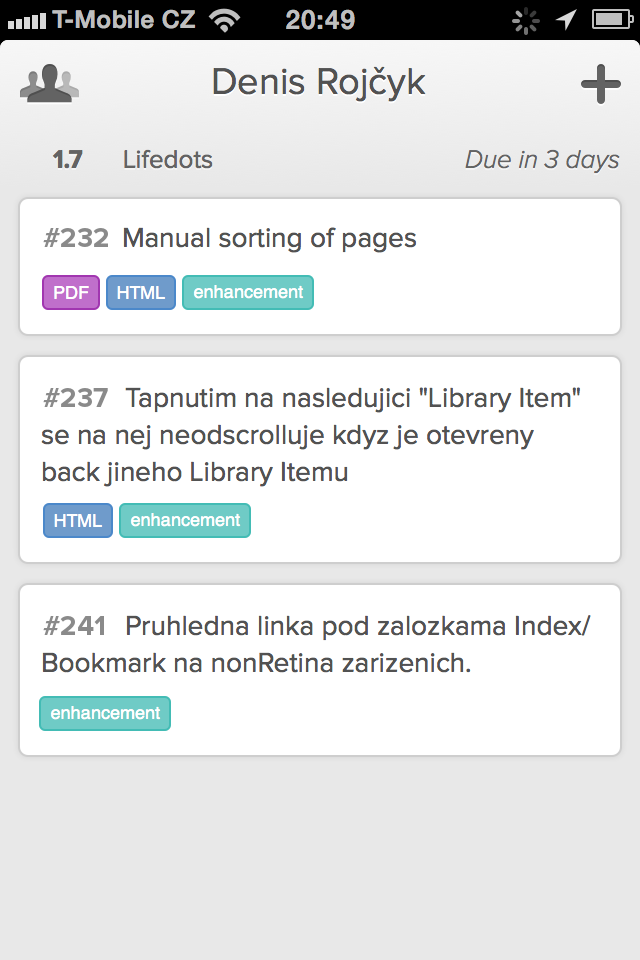 T-Mobile CZ 20:49
Denis Rojčyk
1.7 Lifedots Due in 3 days
#232 Manual sorting of pages
PDF HTML enhancement
#237 Tapnutim na nasledujici "Library Item"
se na nej neodscrolluje kdyz je otevreny
back jineho Library Itemu
HTML enhancement
#241 Pruhledna linka pod zalozkama Index/
Bookmark na nonRetina zarizenich.
enhancement